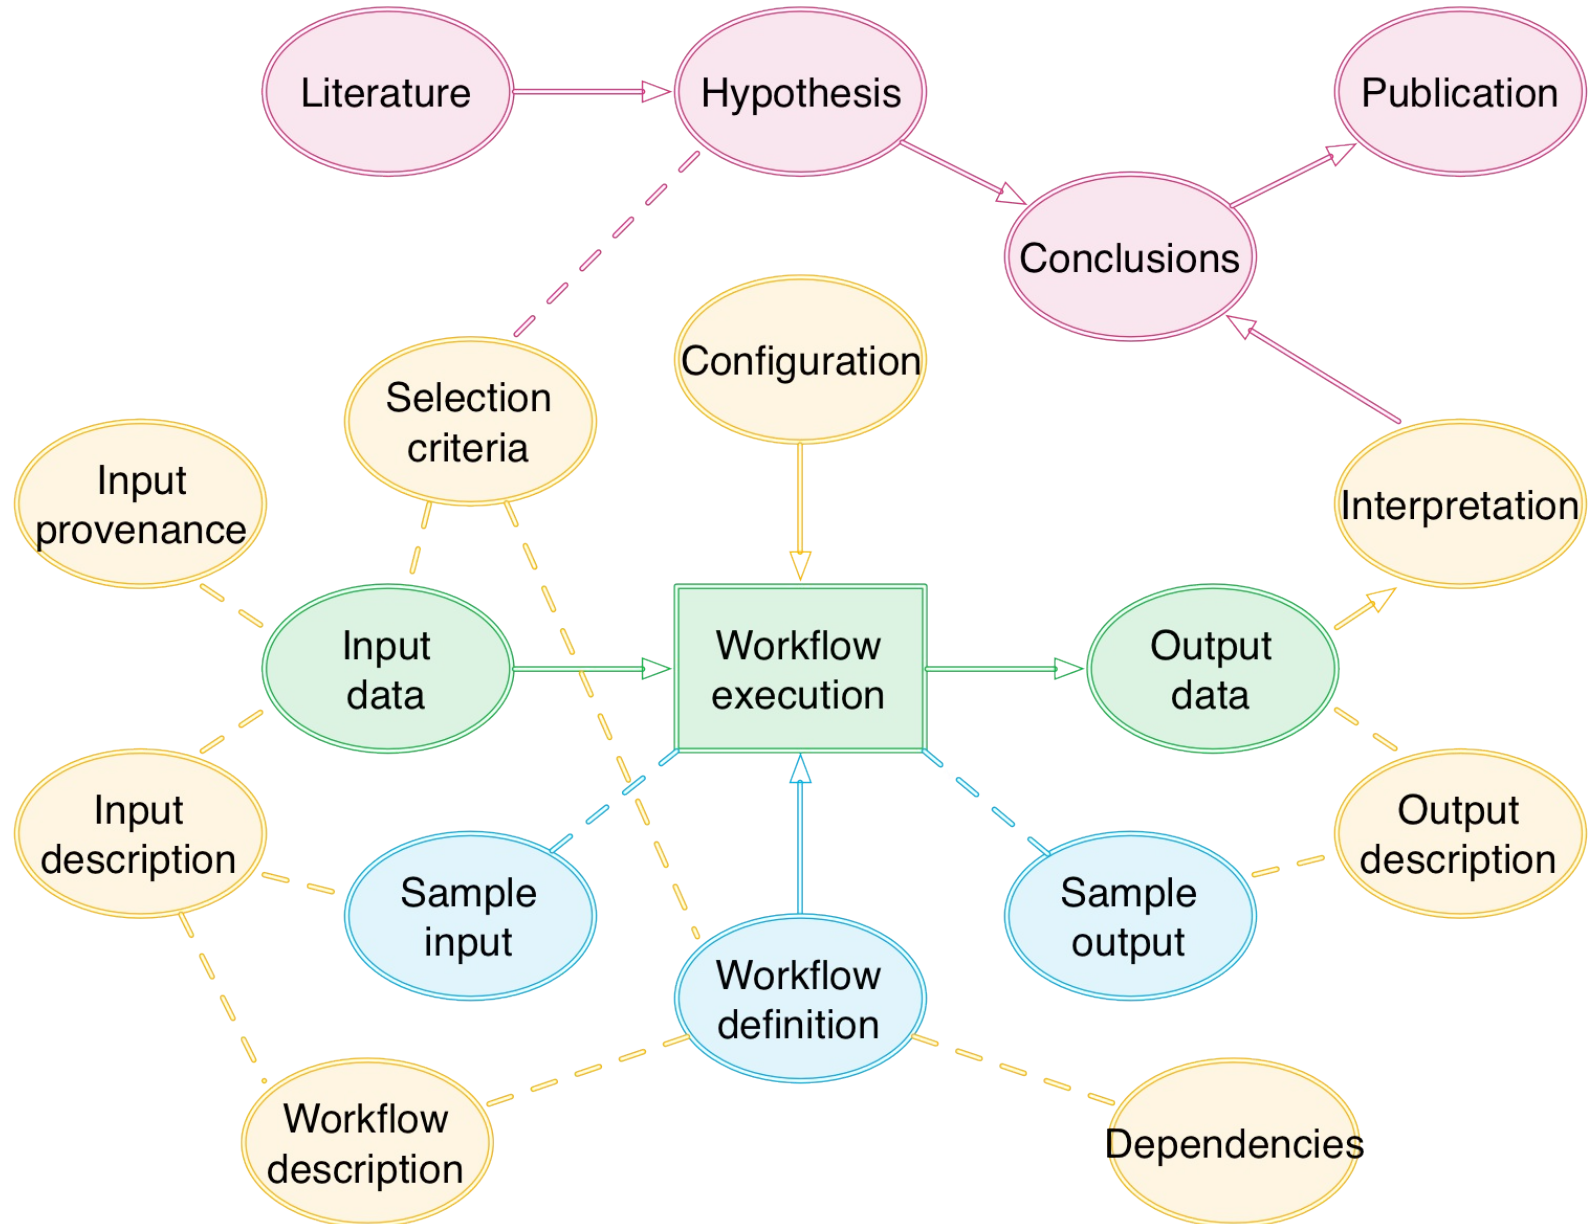 Literature
Hypothesis
Publication
Conclusions
Configuration
Selection
criteria
Input
provenance
Interpretation
Input
data
Workflow
execution
Output
data
Input
description
Output
description
Sample
input
Sample
output
Workflow
definition
Workflow
description
Dependencies